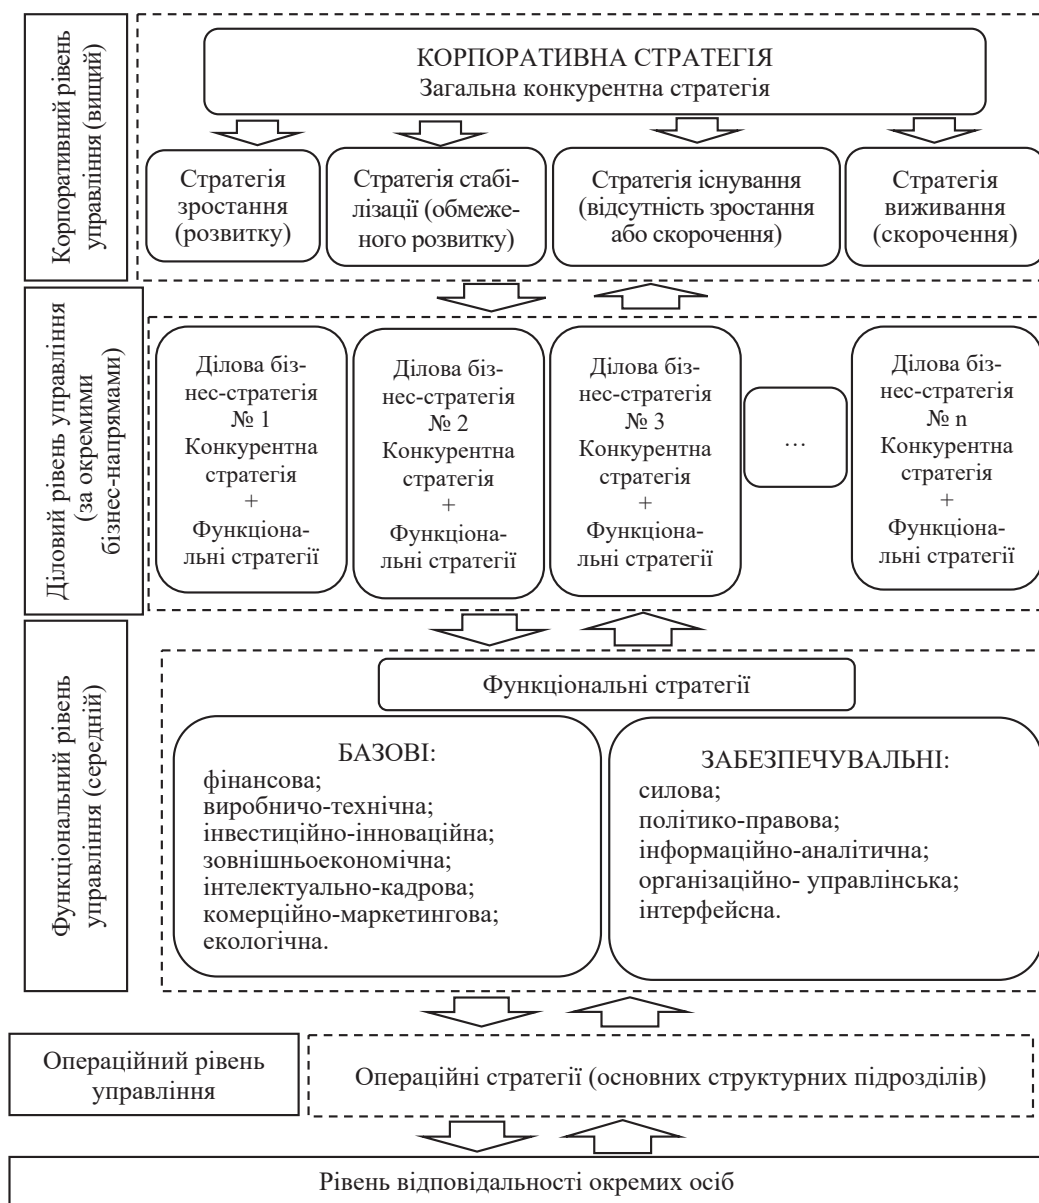 Корпоративний рівень
управління (вищий)
КОРПОРАТИВНА СТРАТЕГІЯ
Загальна конкурентна стратегія
Стратегія
зростання
(розвитку)
Стратегія стабі-
лізації (обмеже-
ного розвитку)
Стратегія існування
(відсутність зростання
або скорочення)
Стратегія
виживання
(скорочення)
Діловий рівень управління
(за окремими
бізнес-напрямами)
Ділова біз-
нес-стратегія
№ 1
Конкурентна
стратегія
+
Функціона-
льні стратегії
Ділова біз-
нес-стратегія
№ 2
Конкурентна
стратегія
+
Функціона-
льні стратегії
Ділова біз-
нес-стратегія
№ 3
Конкурентна
стратегія
+
Функціона-
льні стратегії
…
Ділова біз-
нес-стратегія
№ n
Конкурентна
стратегія
+
Функціона-
льні стратегії
Функціональний рівень
управління (середній)
Функціональні стратегії
БАЗОВІ:
фінансова;
виробничо-технічна;
інвестиційно-інноваційна;
зовнішньоекономічна;
інтелектуально-кадрова;
комерційно-маркетингова;
екологічна.
ЗАБЕЗПЕЧУВАЛЬНІ:
силова;
політико-правова;
інформаційно-аналітична;
організаційно- управлінська;
інтерфейсна.
Операційний рівень
управління
Операційні стратегії (основних структурних підрозділів)
Рівень відповідальності окремих осіб